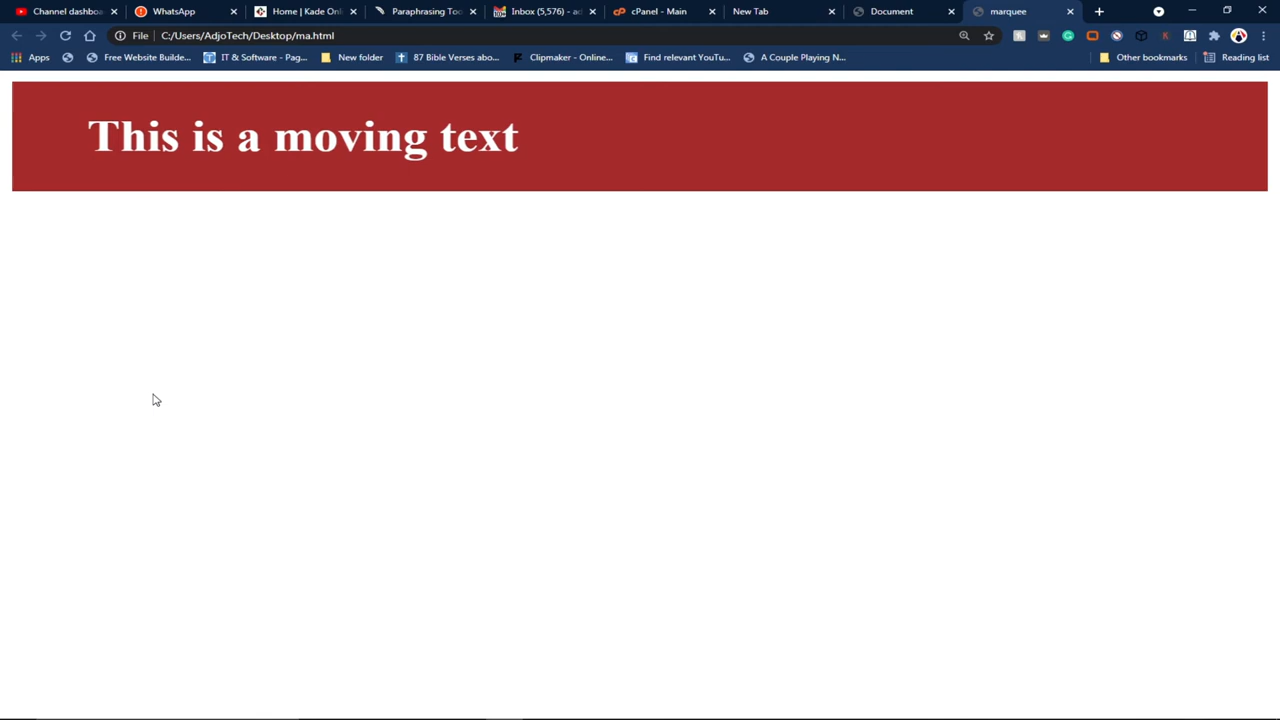 Channel dashboa
WhatsApp
Home | Kade Onl
Paraphrasing Too
Inbox (5,576) - ad
cPanel - Main
New Tab
Document
marquee
File
C:/Users/AdjoTech/Desktop/ma.html
Apps
Free Website Builde...
IT & Software - Pag...
New folder
87 Bible Verses abo...
Clipmaker - Online...
Find relevant YouTu...
A Couple Playing N...
Other bookmarks
Reading list
This is a moving text